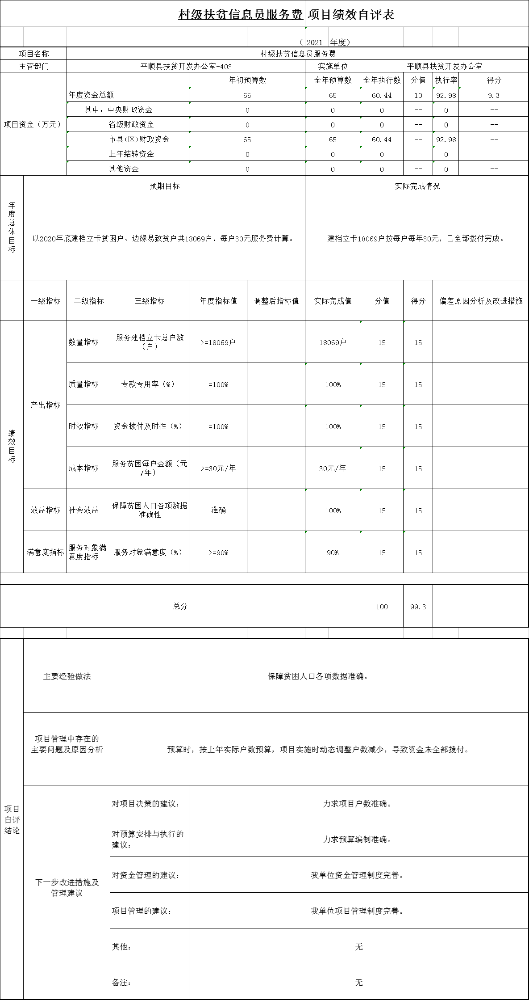 村级扶贫信息员服务费 项目绩效自评表
（ 2021 年度）
项目名称 村级扶贫信息员服务费
主管部门 平顺县扶贫开发办公室-403 实施单位 平顺县扶贫开发办公室
项目资金（万元）
年初预算数 全年预算数 全年执行数 分值 执行率 得分
年度资金总额 65 65 60.44 10 92.98 9.3
其中：中央财政资金 0 0 0 -- 0 --
省级财政资金 0 0 0 -- 0 --
市县(区)财政资金 65 65 60.44 -- 92.98 --
上年结转资金 0 0 0 -- 0 --
其他资金 0 0 0 -- 0 --
年度总体目标
预期目标 实际完成情况
以2020年底建档立卡贫困户、边缘易致贫户共18069户，每户30元服务费计算。 建档立卡18069户按每户每年30元，已全部拨付完成。
一级指标 二级指标 三级指标 年度指标值 调整后指标值 实际完成值 分值 得分 偏差原因分析及改进措施
绩效目标
产出指标
数量指标 服务建档立卡总户数
（户） >=18069户 18069户 15 15
质量指标 专款专用率（%） =100% 100% 15 15
时效指标 资金拨付及时性（%） =100% 100% 15 15
成本指标 服务贫困每户金额（元
/年） >=30元/年 30元/年 15 15
效益指标 社会效益 保障贫困人口各项数据
准确性 准确 100% 15 15
满意度指标 服务对象满
意度指标 服务对象满意度（%） >=90% 90% 15 15
总分 100 99.3
项目
自评
结论
主要经验做法 保障贫困人口各项数据准确。
项目管理中存在的
主要问题及原因分析 预算时，按上年实际户数预算，项目实施时动态调整户数减少，导致资金未全部拨付。
下一步改进措施及
管理建议
对项目决策的建议： 力求项目户数准确。
对预算安排与执行的
建议： 力求预算编制准确。
对资金管理的建议： 我单位资金管理制度完善。
项目管理的建议： 我单位项目管理制度完善。
其他： 无
备注： 无